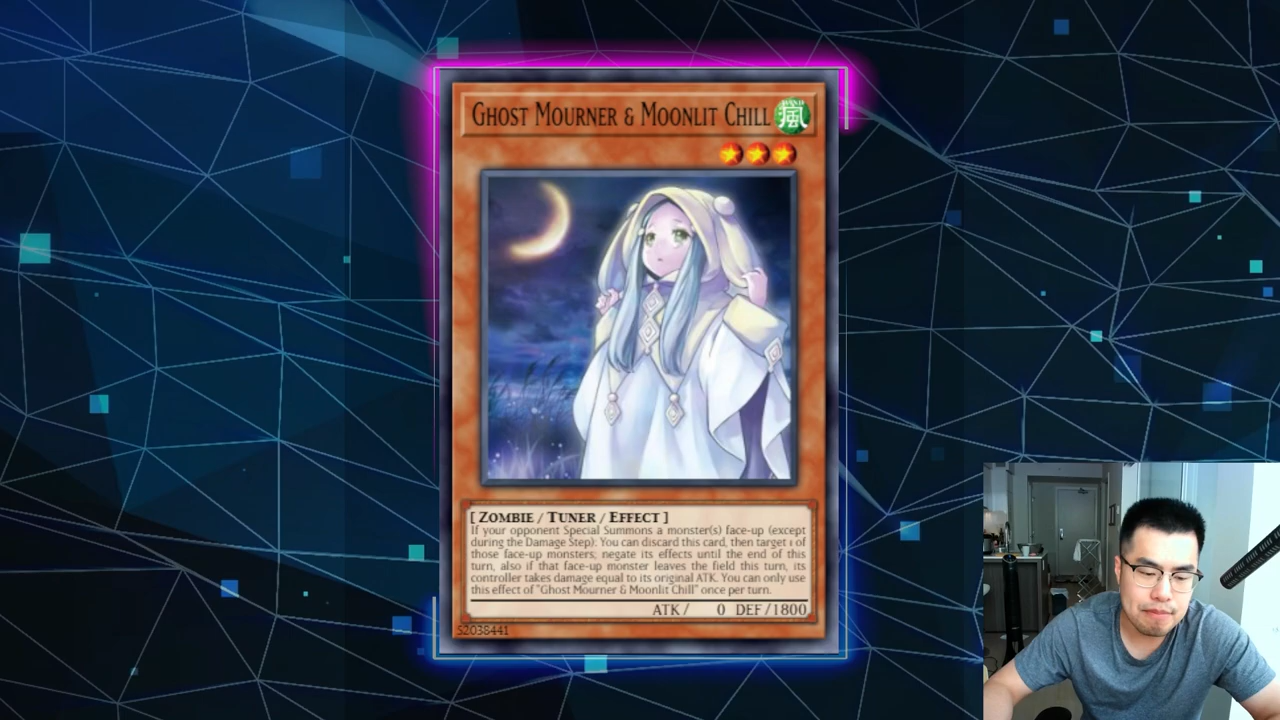 Ghost Mourner & Moonlit Chill
WIND
風
[ Zombie / Tuner / Effect ]
If your opponent Special Summons a monster(s) face-up (except
during the Damage Step): You can discard this card, then target 1 of
those face-up monsters; negate its effects until the end of this
turn, also if that face-up monster leaves the field this turn, its
controller takes damage equal to its original ATK. You can only use
this effect of "Ghost Mourner & Moonlit Chill" once per turn.
ATK/ 0 DEF/1800
52038441